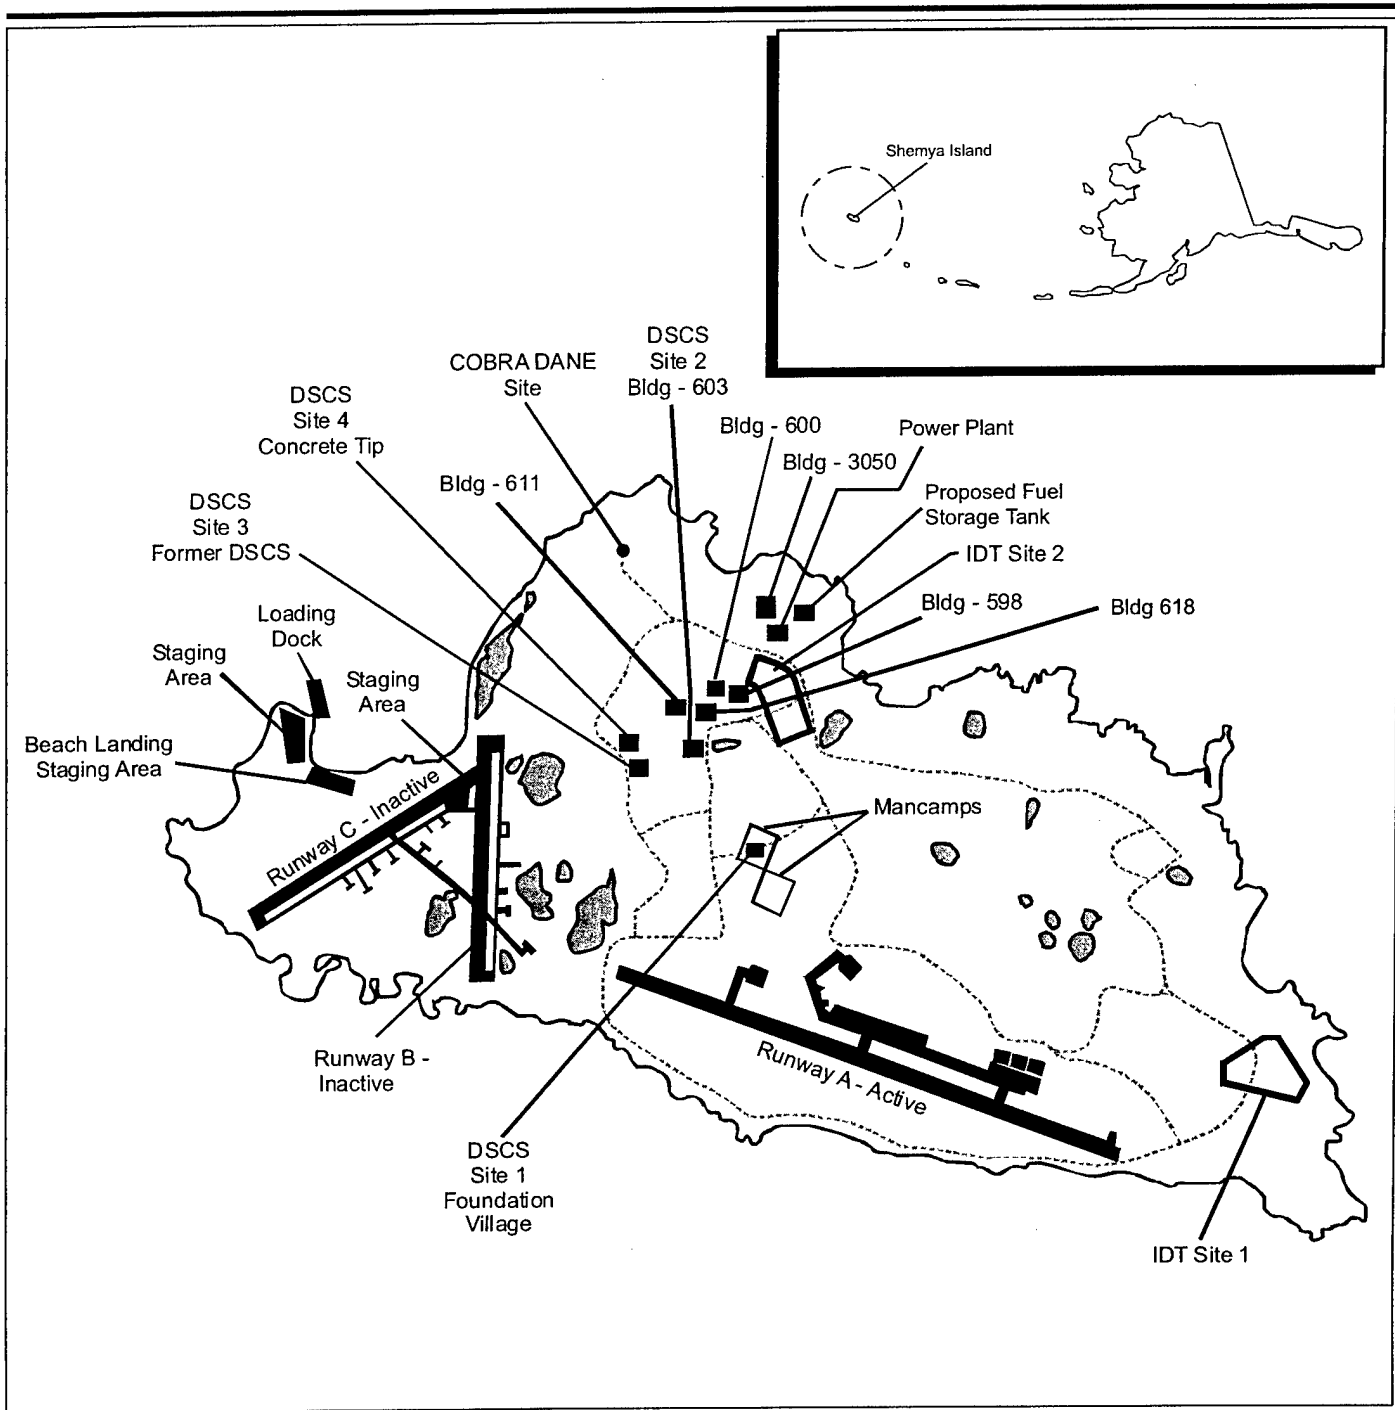 Shemya Island
DSCS
Site 2
Bldg - 603
COBRA DANE
Site
DSCS
Site 4
Concrete Tip
Bldg - 600
Power Plant
Bldg - 3050
Bldg - 611
Proposed Fuel
Storage Tank
DSCS
Site 3
Former DSCS
IDT Site 2
Bldg - 598
Bldg 618
Loading
Dock
Staging
Area
Staging
Area
Beach Landing
Staging Area
Runway C - Inactive
Mancamps
Runway B -
Inactive
Runway A - Active
DSCS
Site 1
Foundation
Village
IDT Site 1